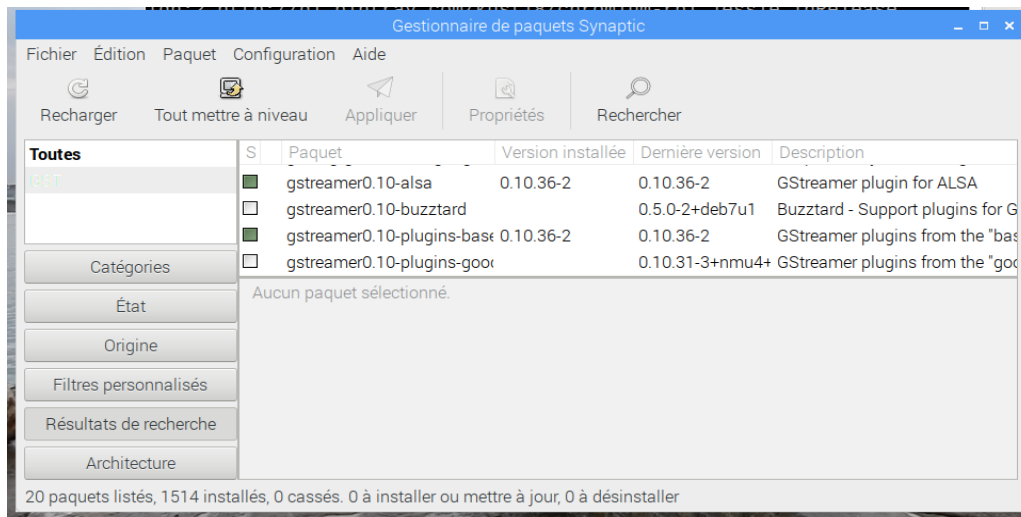 Gestionnaire de paquets Synaptic
Fichier Édition Paquet Configuration Aide
Recharger Tout mettre à niveau Appliquer Propriétés Rechercher
Toutes
GST
S Paquet Version installée Dernière version Description
gstreamer0.10-alsa 0.10.36-2 0.10.36-2 GStreamer plugin for ALSA
gstreamer0.10-buzztard 0.5.0-2+deb7u1 Buzztard - Support plugins for G
gstreamer0.10-plugins-base 0.10.36-2 0.10.36-2 GStreamer plugins from the "bas
gstreamer0.10-plugins-good 0.10.31-3+nmu4+ GStreamer plugins from the "goo
Catégories
État
Origine
Filtres personnalisés
Résultats de recherche
Architecture
Aucun paquet sélectionné.
20 paquets listés, 1514 installés, 0 cassés. 0 à installer ou mettre à jour, 0 à désinstaller